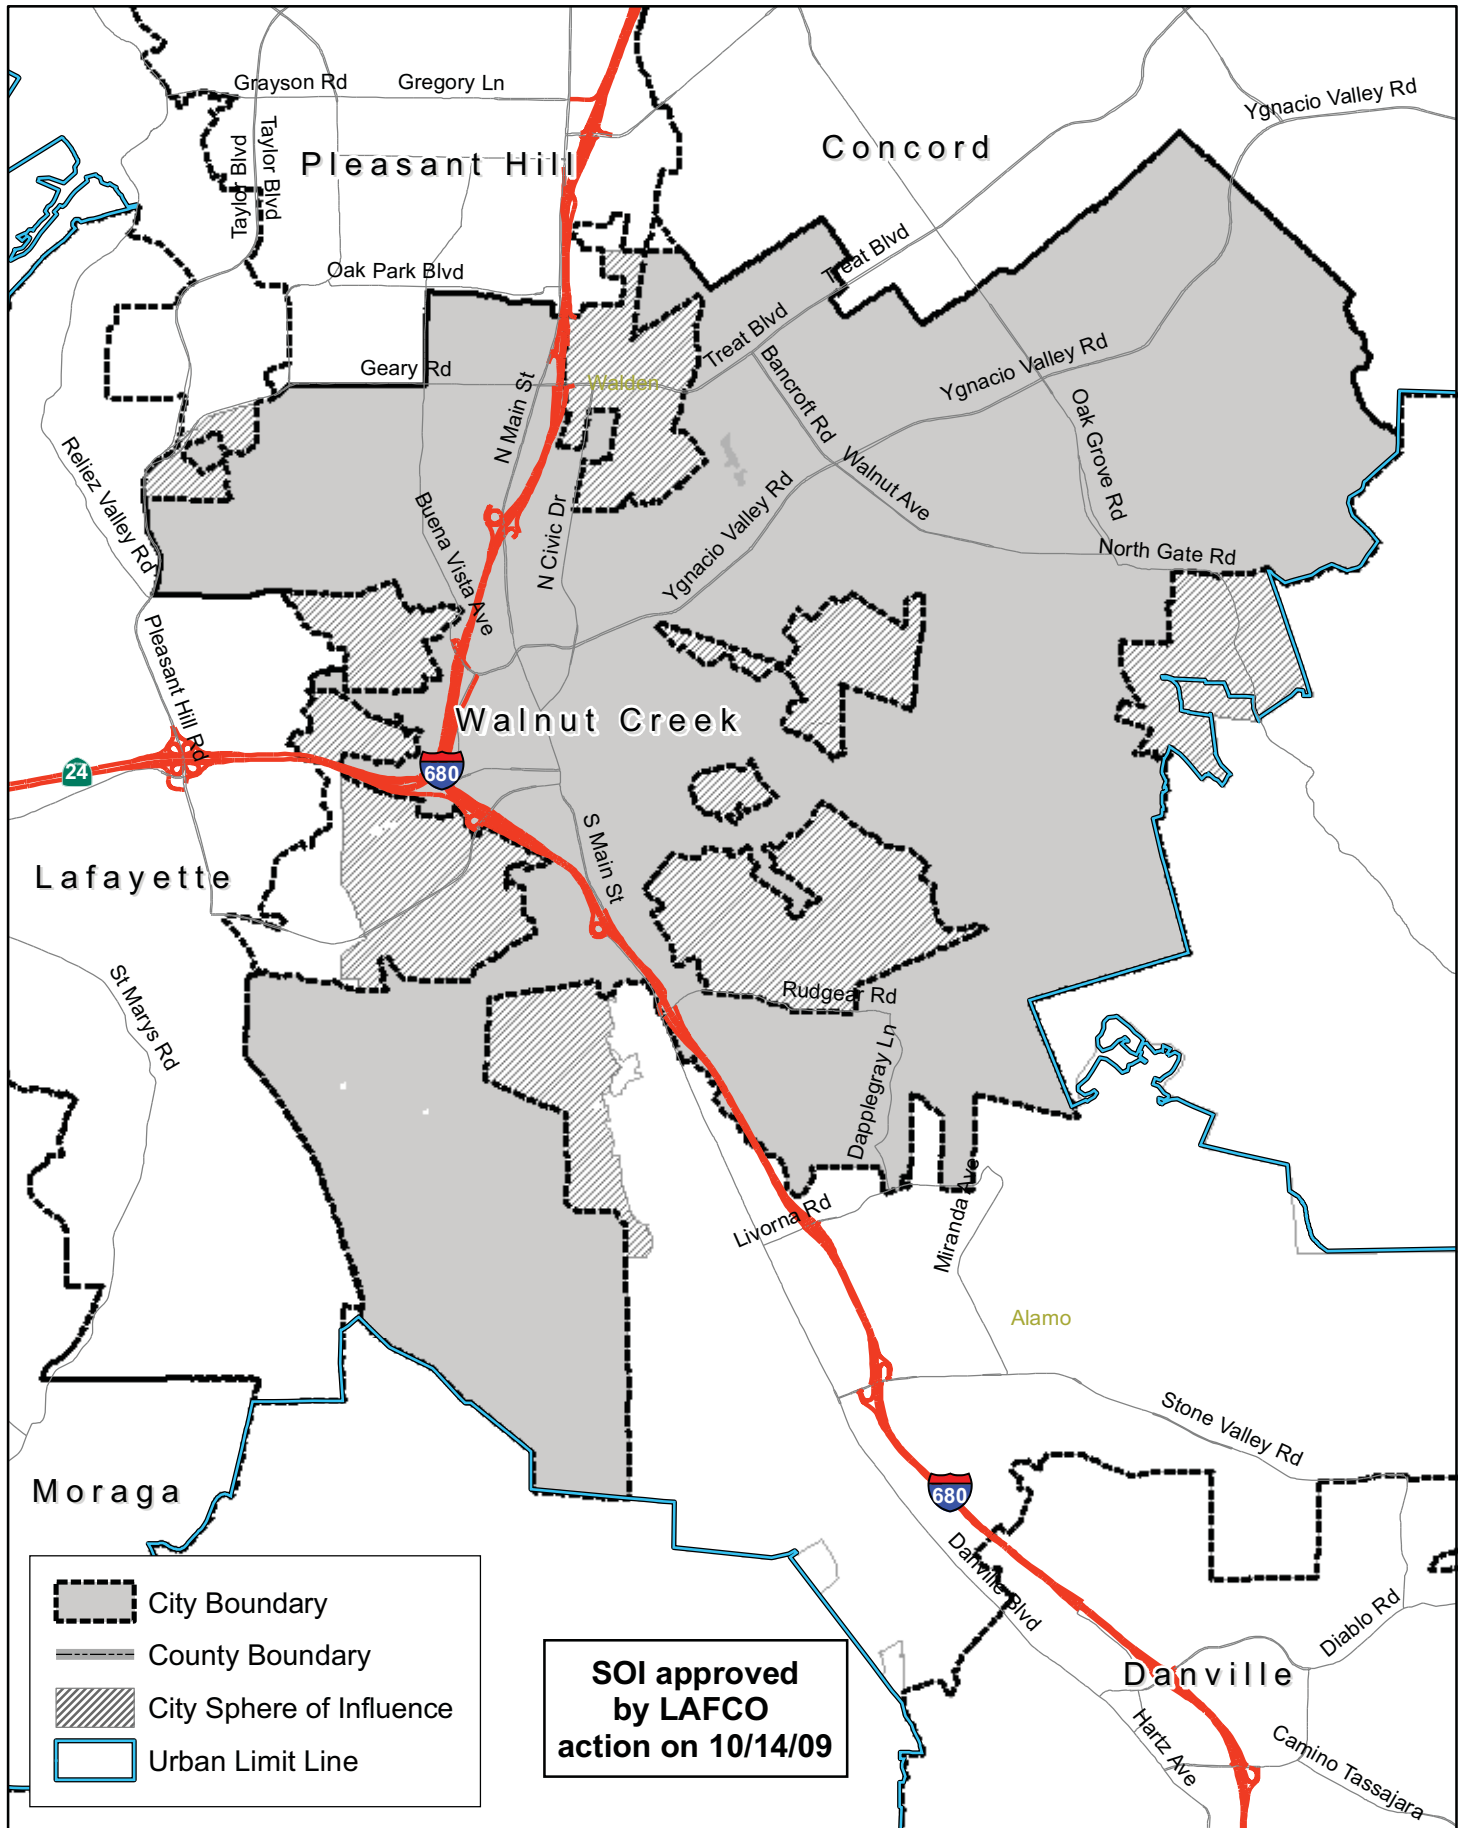 Grayson Rd
Gregory Ln
Ygnacio Valley Rd
Taylor Blvd
Taylor Blvd
Pleasant Hill
Concord
Treat Blvd
Oak Park Blvd
Treat Blvd
Geary Rd
Walden
Ygnacio Valley Rd
N Main St
Bancroft Rd
Oak Grove Rd
Reliez Valley Rd
Walnut Ave
Buena Vista Ave
N Civic Dr
Ygnacio Valley Rd
North Gate Rd
Pleasant Hill Rd
Walnut Creek
24
680
S Main St
Lafayette
St Marys Rd
Rudgear Rd
Dapplegray Ln
Livorna Rd
Miranda Ave
Alamo
Stone Valley Rd
Moraga
680
Danville Blvd
Diablo Rd
Danville
Hartz Ave
Camino Tassajara
City Boundary
County Boundary
City Sphere of Influence
Urban Limit Line
SOI approved
by LAFCO
action on 10/14/09